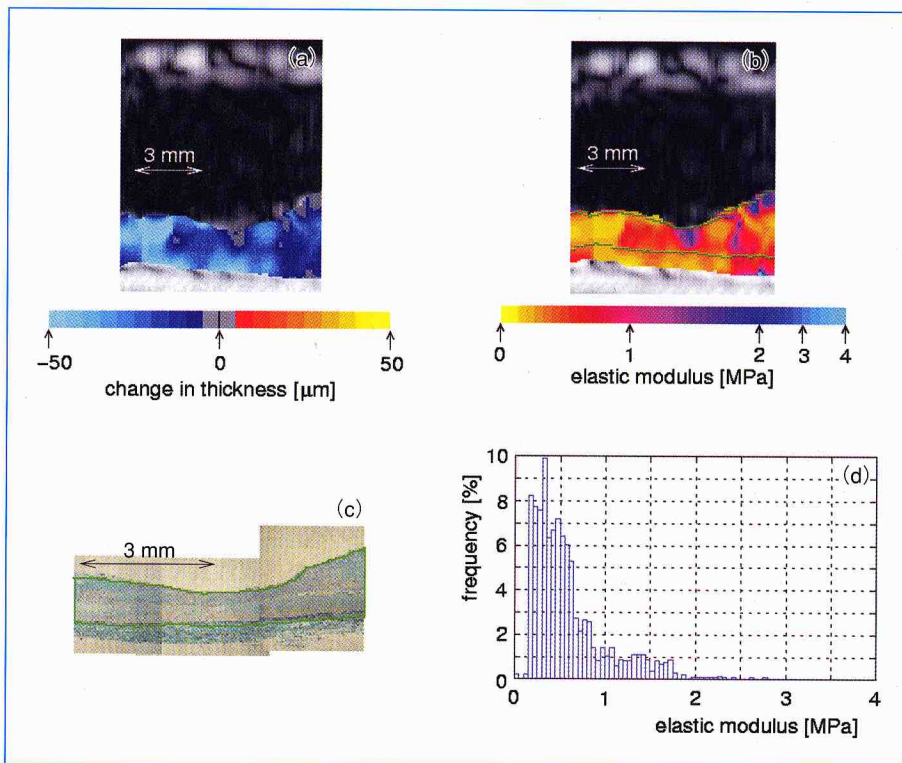 (a)
3 mm
−50 0 50
change in thickness [μm]
(b)
3 mm
0 1 2 3 4
elastic modulus [MPa]
(c)
3 mm
(d)
frequency [%]
10
8
6
4
2
0
0 1 2 3 4
elastic modulus [MPa]